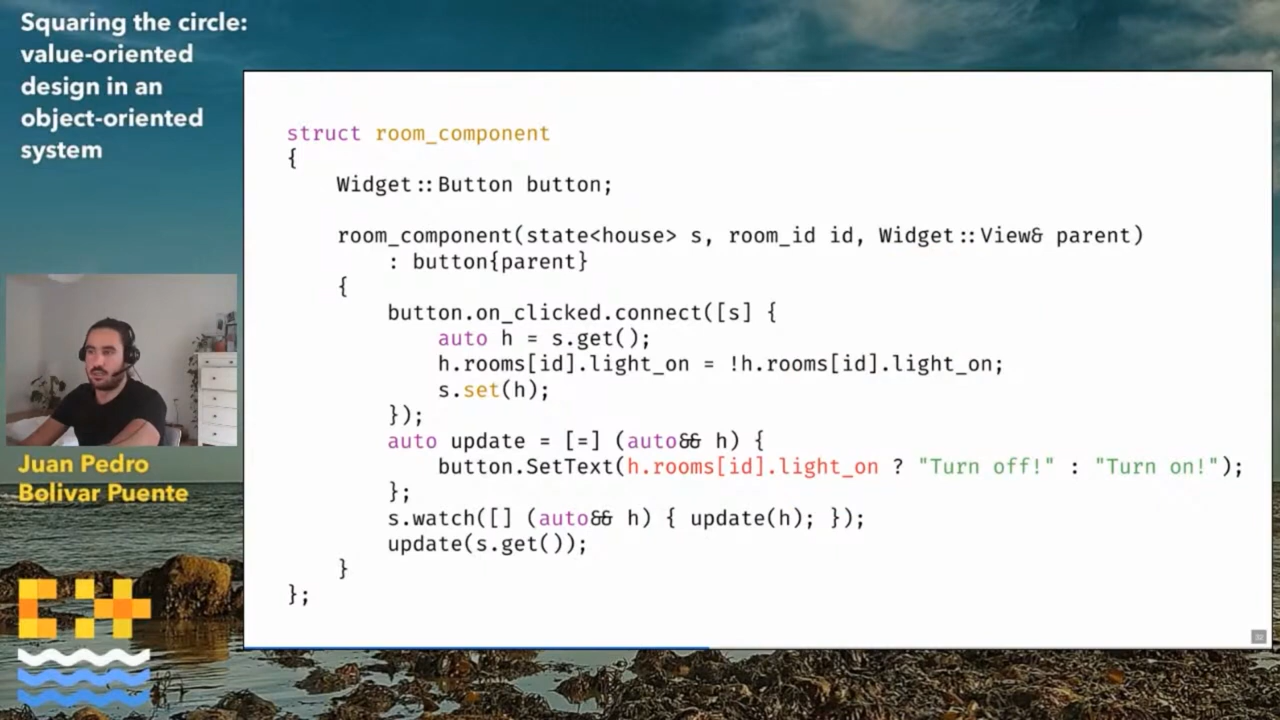 Squaring the circle:
value-oriented
design in an
object-oriented
system
struct room_component
{
    Widget::Button button;
    room_component(state<house> s, room_id id, Widget::View& parent)
        : button{parent}
    {
        button.on_clicked.connect([s] {
            auto h = s.get();
            h.rooms[id].light_on = !h.rooms[id].light_on;
            s.set(h);
        });
        auto update = [=] (auto&& h) {
            button.SetText(h.rooms[id].light_on ? "Turn off!" : "Turn on!");
        };
        s.watch([] (auto&& h) { update(h); });
        update(s.get());
    }
};
Juan Pedro
Bolivar Puente